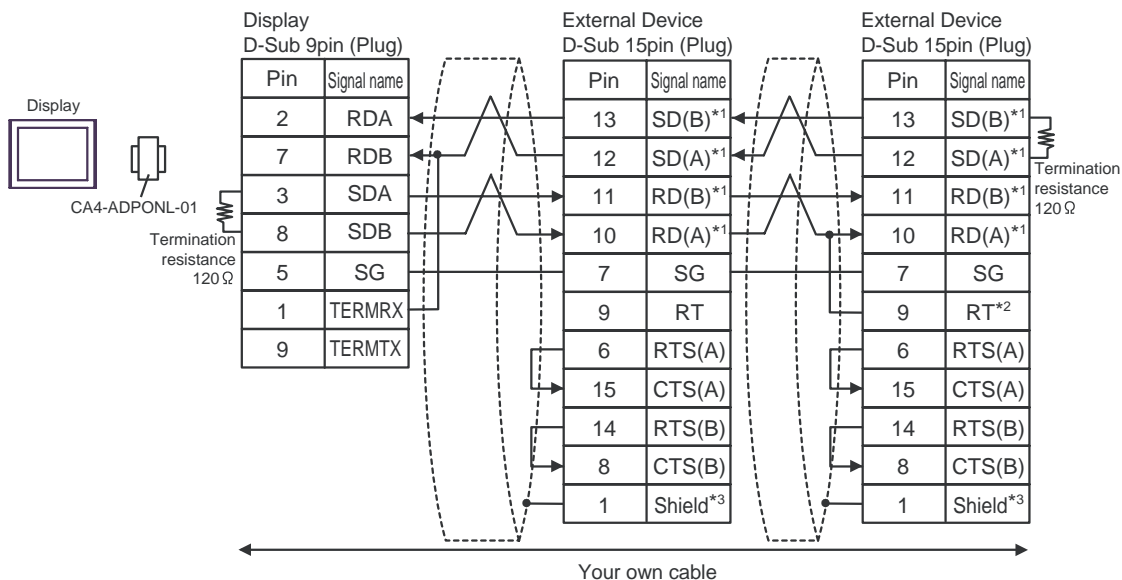 Display
D-Sub 9pin (Plug)
External Device
D-Sub 15pin (Plug)
External Device
D-Sub 15pin (Plug)
Display
CA4-ADPONL-01
Termination
resistance
120Ω
Pin Signal name
2 RDA
7 RDB
3 SDA
8 SDB
5 SG
1 TERMRX
9 TERMTX
Pin Signal name
13 SD(B)*1
12 SD(A)*1
11 RD(B)*1
10 RD(A)*1
7 SG
9 RT
6 RTS(A)
15 CTS(A)
14 RTS(B)
8 CTS(B)
1 Shield*3
Pin Signal name
13 SD(B)*1
12 SD(A)*1
11 RD(B)*1
10 RD(A)*1
7 SG
9 RT*2
6 RTS(A)
15 CTS(A)
14 RTS(B)
8 CTS(B)
1 Shield*3
Termination
resistance
120Ω
Your own cable